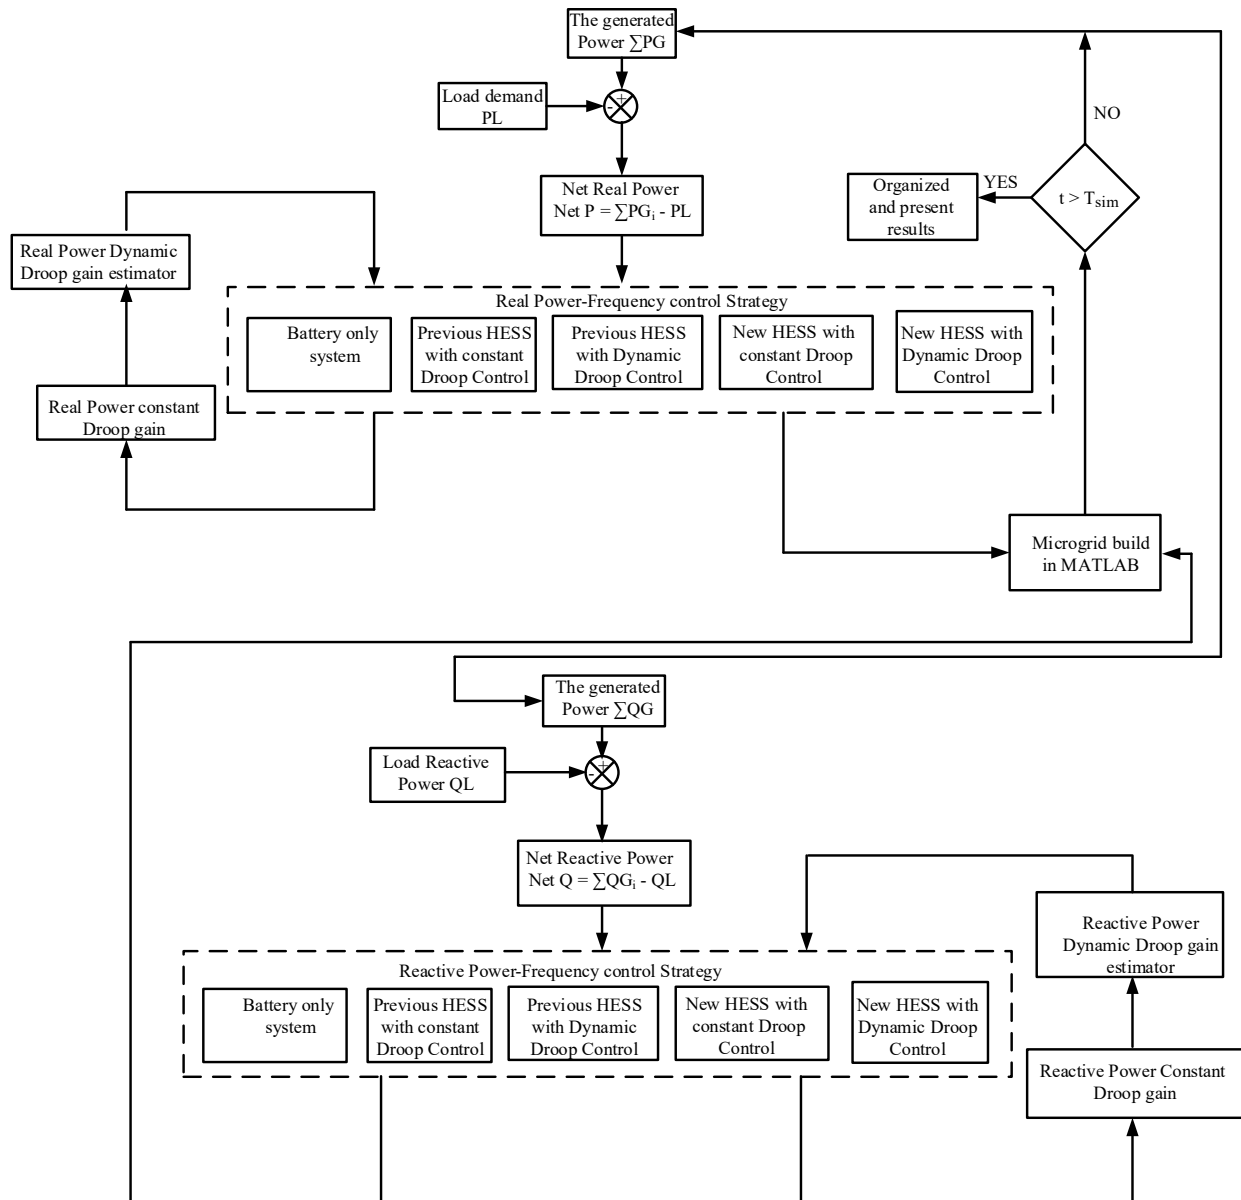 The generated
Power ∑PG
Load demand
PL
+
-
NO
Net Real Power
Net P = ∑PGi - PL
Organized
and present
results
YES
t > Tsim
Real Power Dynamic
Droop gain estimator
Real Power-Frequency control Strategy
Battery only
system
Previous HESS
with constant
Droop Control
Previous HESS
with Dynamic
Droop Control
New HESS with
constant Droop
Control
New HESS with
Dynamic Droop
Control
Real Power constant
Droop gain
Microgrid build
in MATLAB
The generated
Power ∑QG
Load Reactive
Power QL
+
-
Net Reactive Power
Net Q = ∑QGi - QL
Reactive Power
Dynamic Droop gain
estimator
Reactive Power-Frequency control Strategy
Battery only
system
Previous HESS
with constant
Droop Control
Previous HESS
with Dynamic
Droop Control
New HESS with
constant Droop
Control
New HESS with
Dynamic Droop
Control
Reactive Power Constant
Droop gain